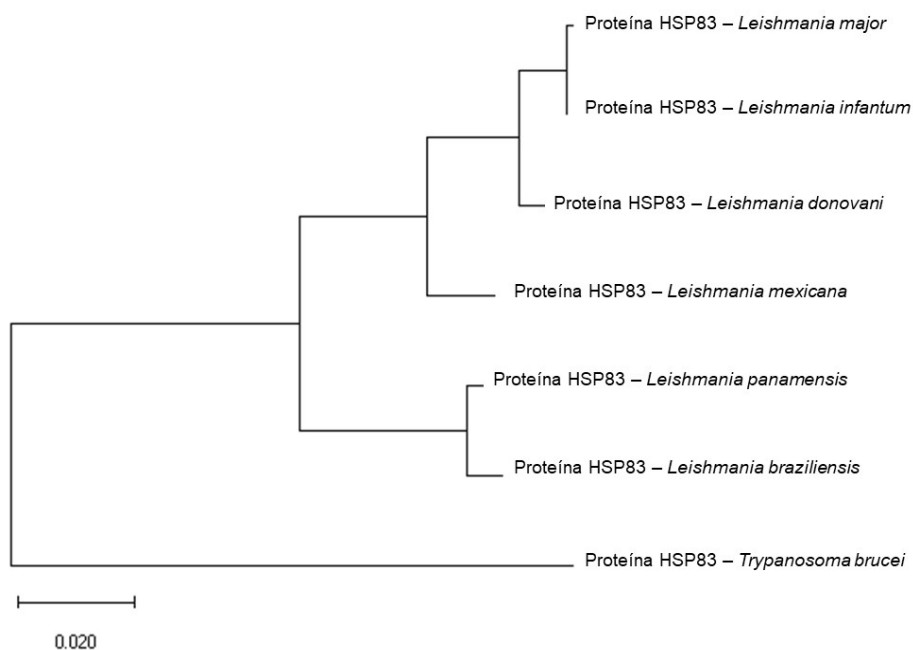 Proteína HSP83 – Leishmania major
Proteína HSP83 – Leishmania infantum
Proteína HSP83 – Leishmania donovani
Proteína HSP83 – Leishmania mexicana
Proteína HSP83 – Leishmania panamensis
Proteína HSP83 – Leishmania braziliensis
Proteína HSP83 – Trypanosoma brucei
0.020